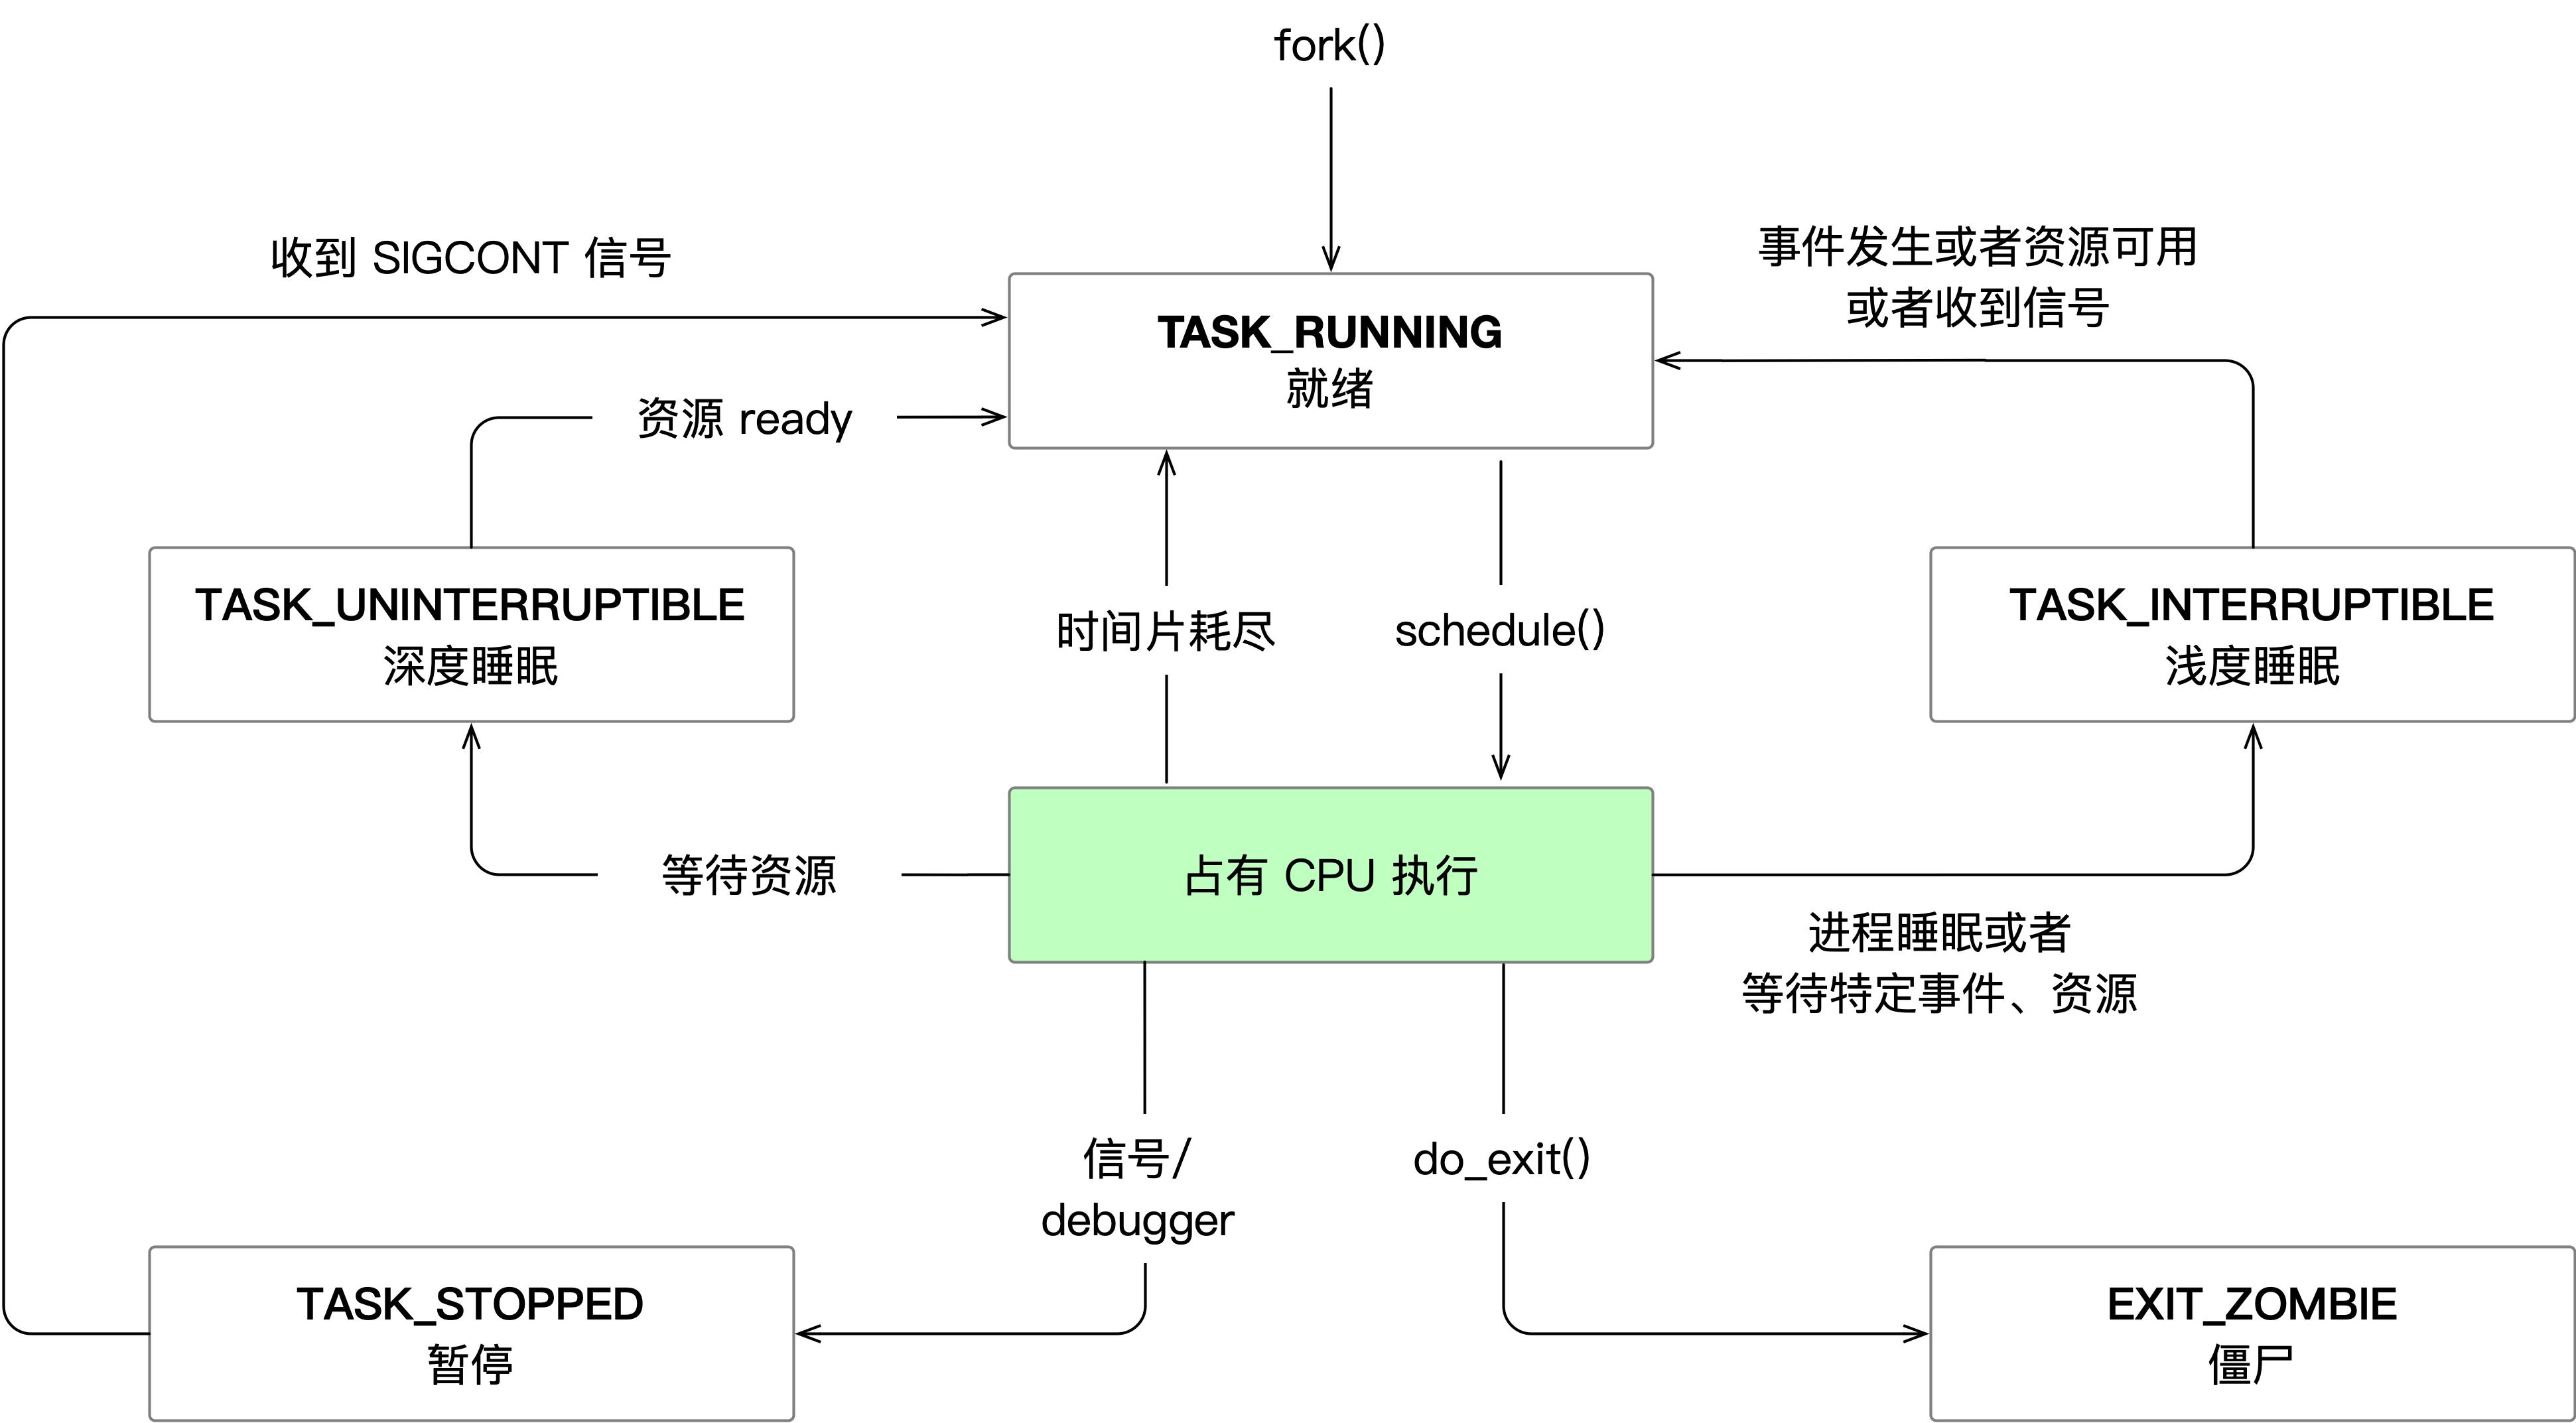 fork()
收到 SIGCONT 信号
事件发生或者资源可用
或者收到信号
TASK_RUNNING
就绪
资源 ready
TASK_UNINTERRUPTIBLE
深度睡眠
时间片耗尽
schedule()
TASK_INTERRUPTIBLE
浅度睡眠
等待资源
占有 CPU 执行
进程睡眠或者
等待特定事件、资源
信号/
debugger
do_exit()
TASK_STOPPED
暂停
EXIT_ZOMBIE
僵尸